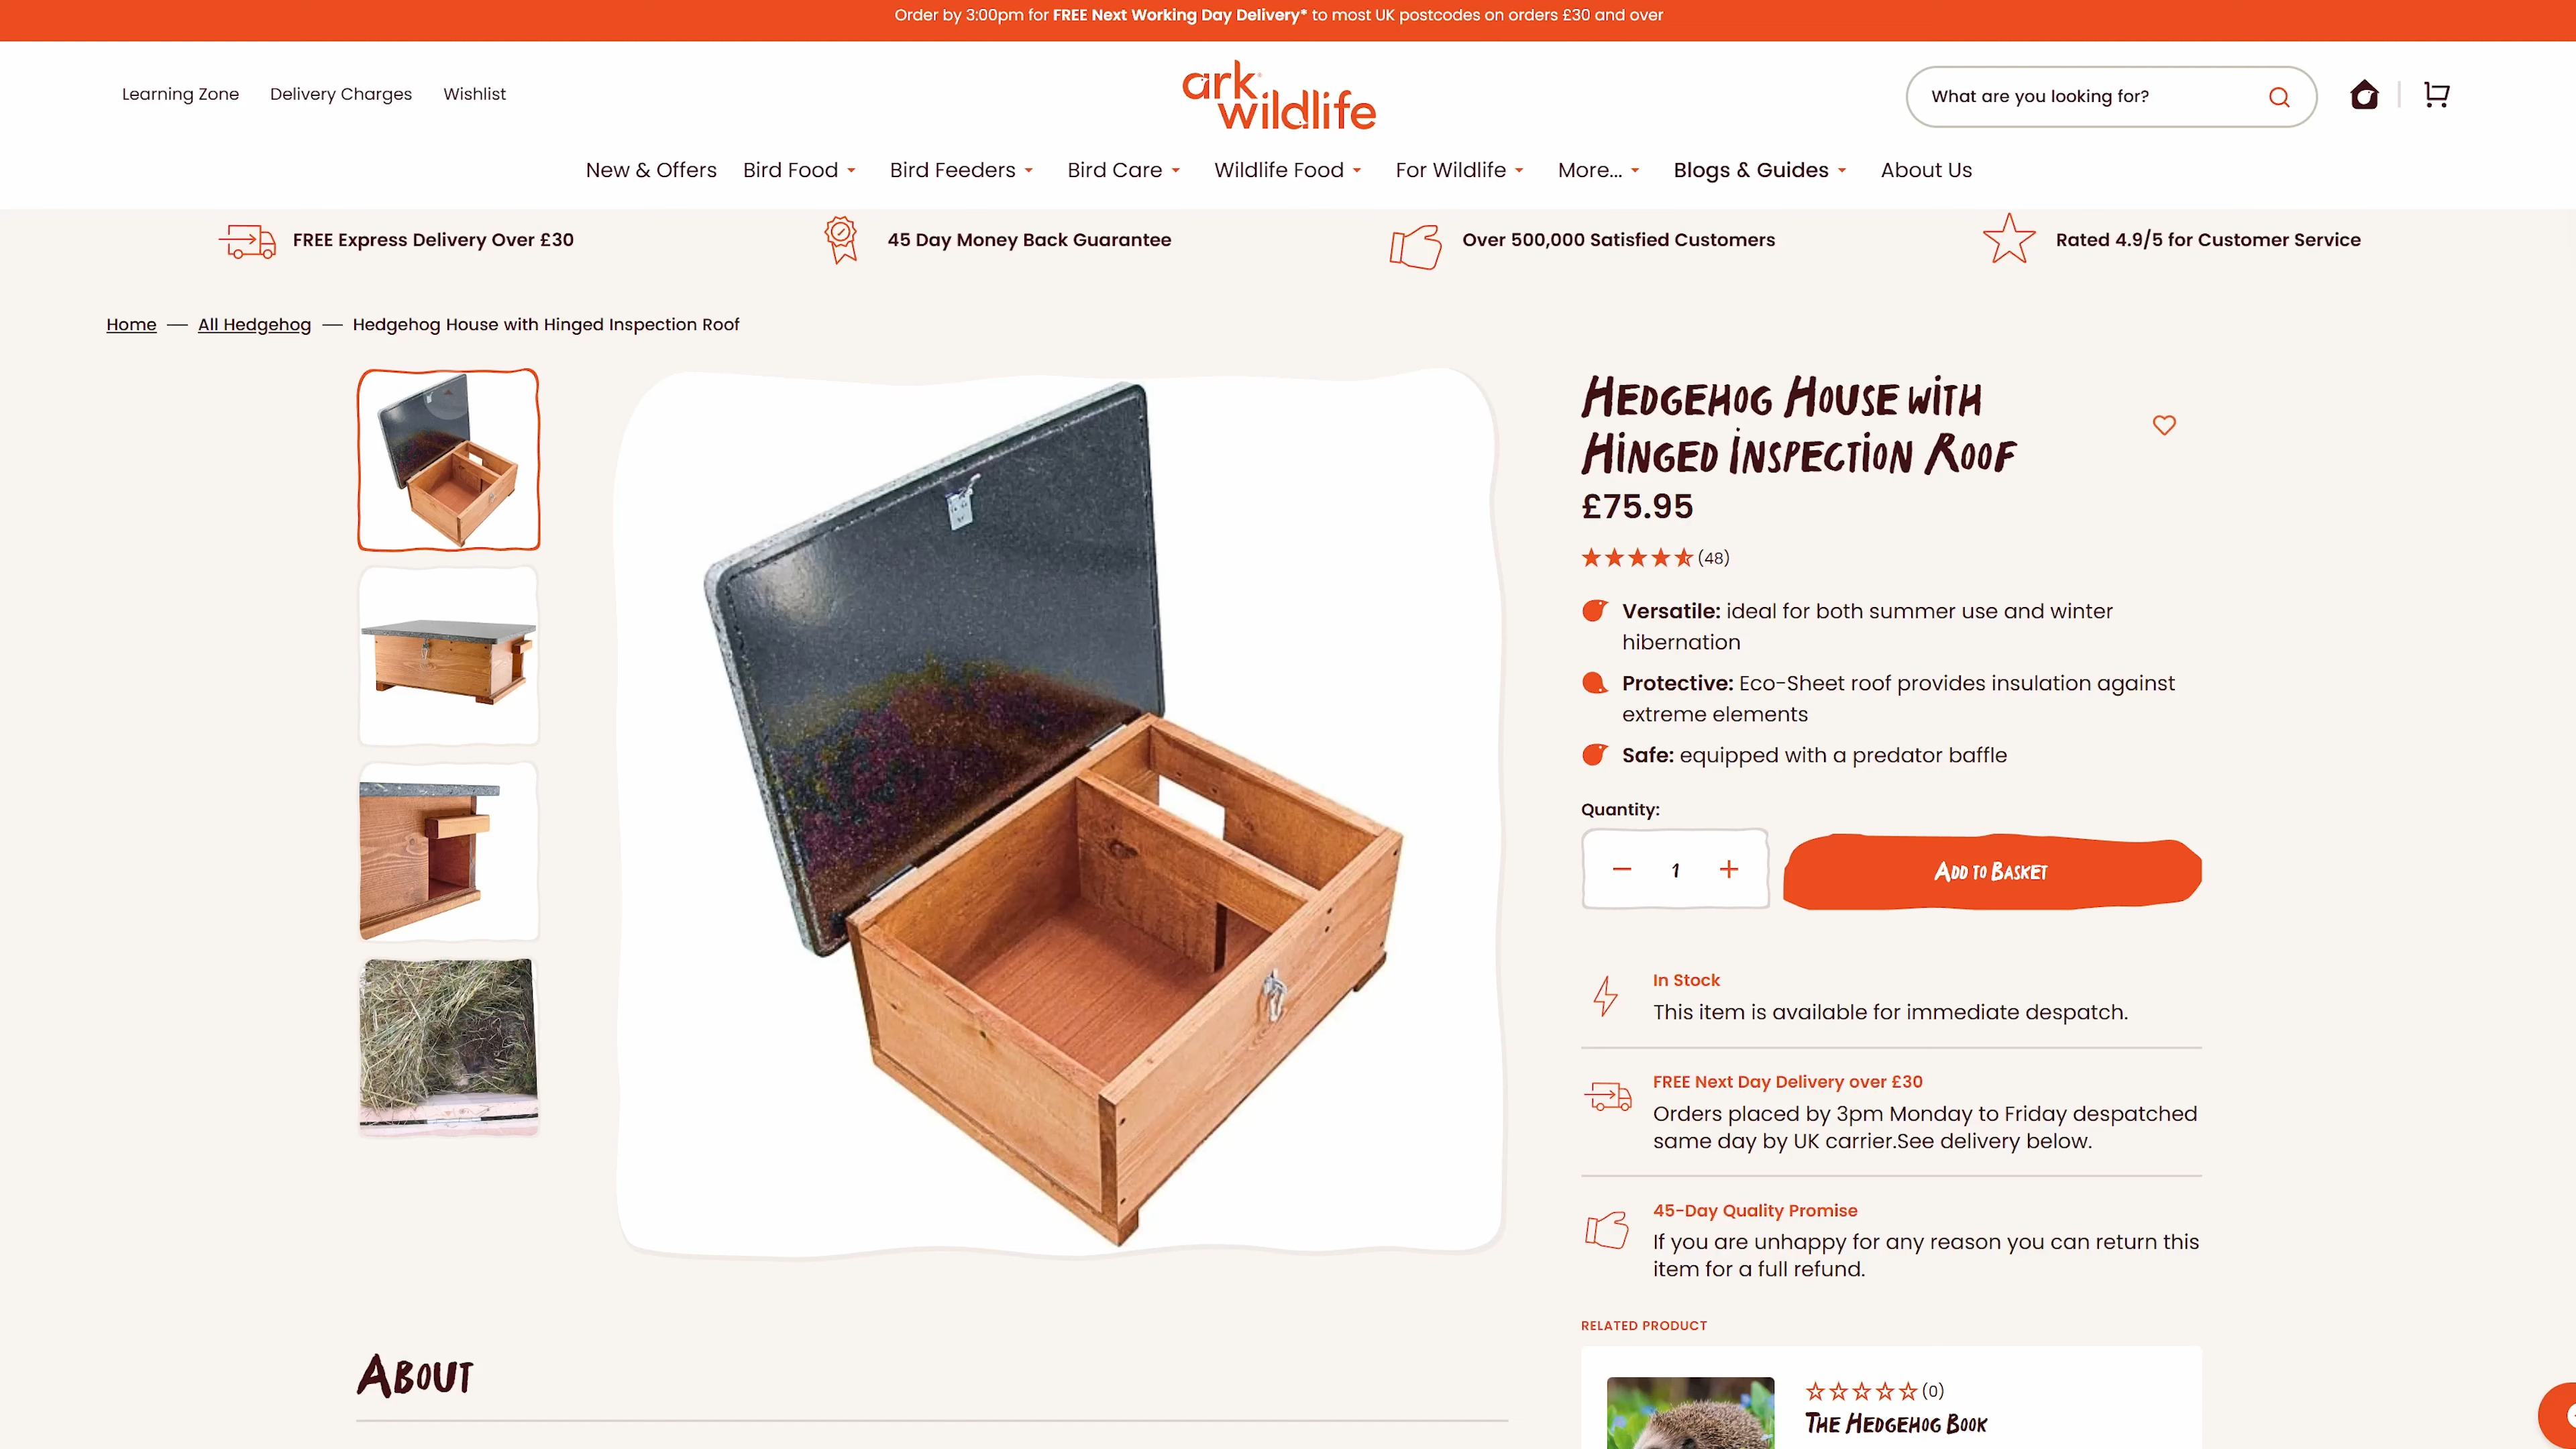 Order by 3:00pm for FREE Next Working Day Delivery* to most UK postcodes on orders £30 and over
Learning Zone
Delivery Charges
Wishlist
ark
wildlife
What are you looking for?
New & Offers
Bird Food
Bird Feeders
Bird Care
Wildlife Food
For Wildlife
More...
Blogs & Guides
About Us
FREE Express Delivery Over £30
45 Day Money Back Guarantee
Over 500,000 Satisfied Customers
Rated 4.9/5 for Customer Service
Home — All Hedgehog — Hedgehog House with Hinged Inspection Roof
Hedgehog House with
Hinged Inspection Roof
£75.95
(48)
Versatile: ideal for both summer use and winter
hibernation
Protective: Eco-Sheet roof provides insulation against
extreme elements
Safe: equipped with a predator baffle
Quantity:
− 1 +
Add to Basket
In Stock
This item is available for immediate despatch.
FREE Next Day Delivery over £30
Orders placed by 3pm Monday to Friday despatched
same day by UK carrier.See delivery below.
45-Day Quality Promise
If you are unhappy for any reason you can return this
item for a full refund.
RELATED PRODUCT
(0)
The Hedgehog Book
About